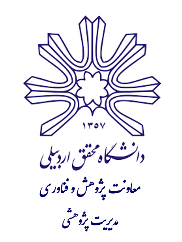 ۱۳۵۷
دانشگاه محقق اردبیلی
معاونت پژوهش و فناوری
مدیریت پژوهشی